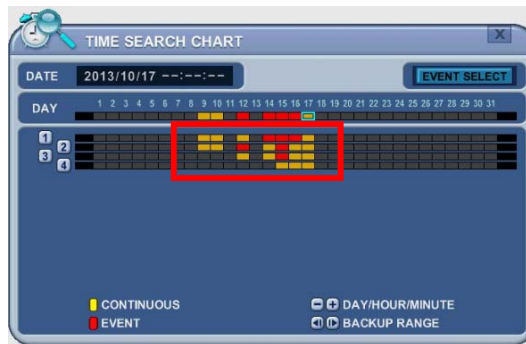 TIME SEARCH CHART X
DATE 2013/10/17 --:--:-- EVENT SELECT
DAY 1 2 3 4 5 6 7 8 9 10 11 12 13 14 15 16 17 18 19 20 21 22 23 24 25 26 27 28 29 30 31
1
2
3
4
CONTINUOUS - + DAY/HOUR/MINUTE
EVENT BACKUP RANGE